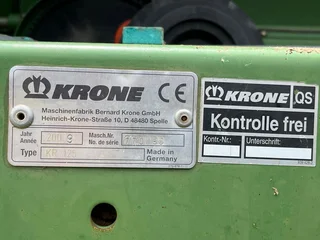 KRONE CE
Maschinenfabrik Bernard Krone GmbH
Heinrich-Krone-Straße 10, D 48480 Spelle
Jahr
Année
Masch.Nr.
No. de série
Type
Made in
Germany
KRONE QS
Kontrolle frei
Kontr.-Nr.:
Unterschrift: